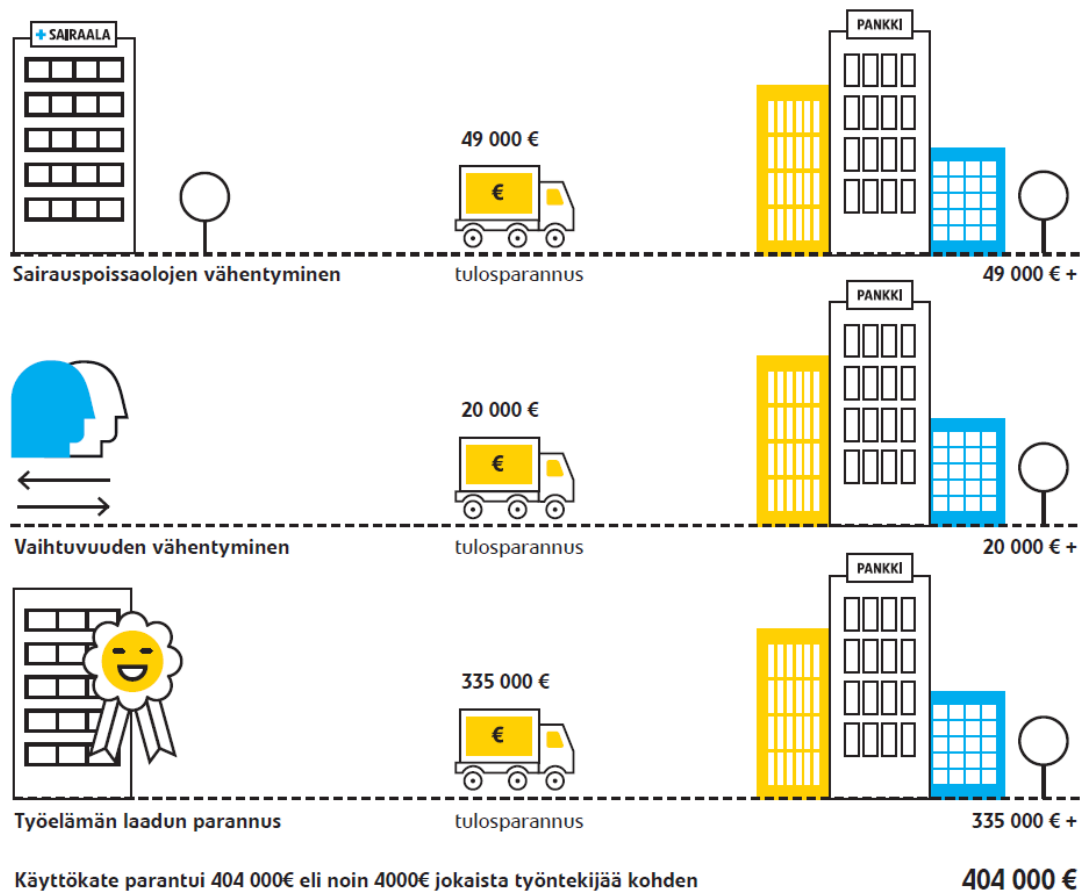 + SAIRAALA
PANKKI
49 000 €
€
Sairauspoissaolojen vähentyminen
tulosparannus
49 000 € +
PANKKI
20 000 €
€
Vaihtuvuuden vähentyminen
tulosparannus
20 000 € +
PANKKI
335 000 €
€
Työelämän laadun parannus
tulosparannus
335 000 € +
Käyttökate parantui 404 000€ eli noin 4000€ jokaista työntekijää kohden
404 000 €